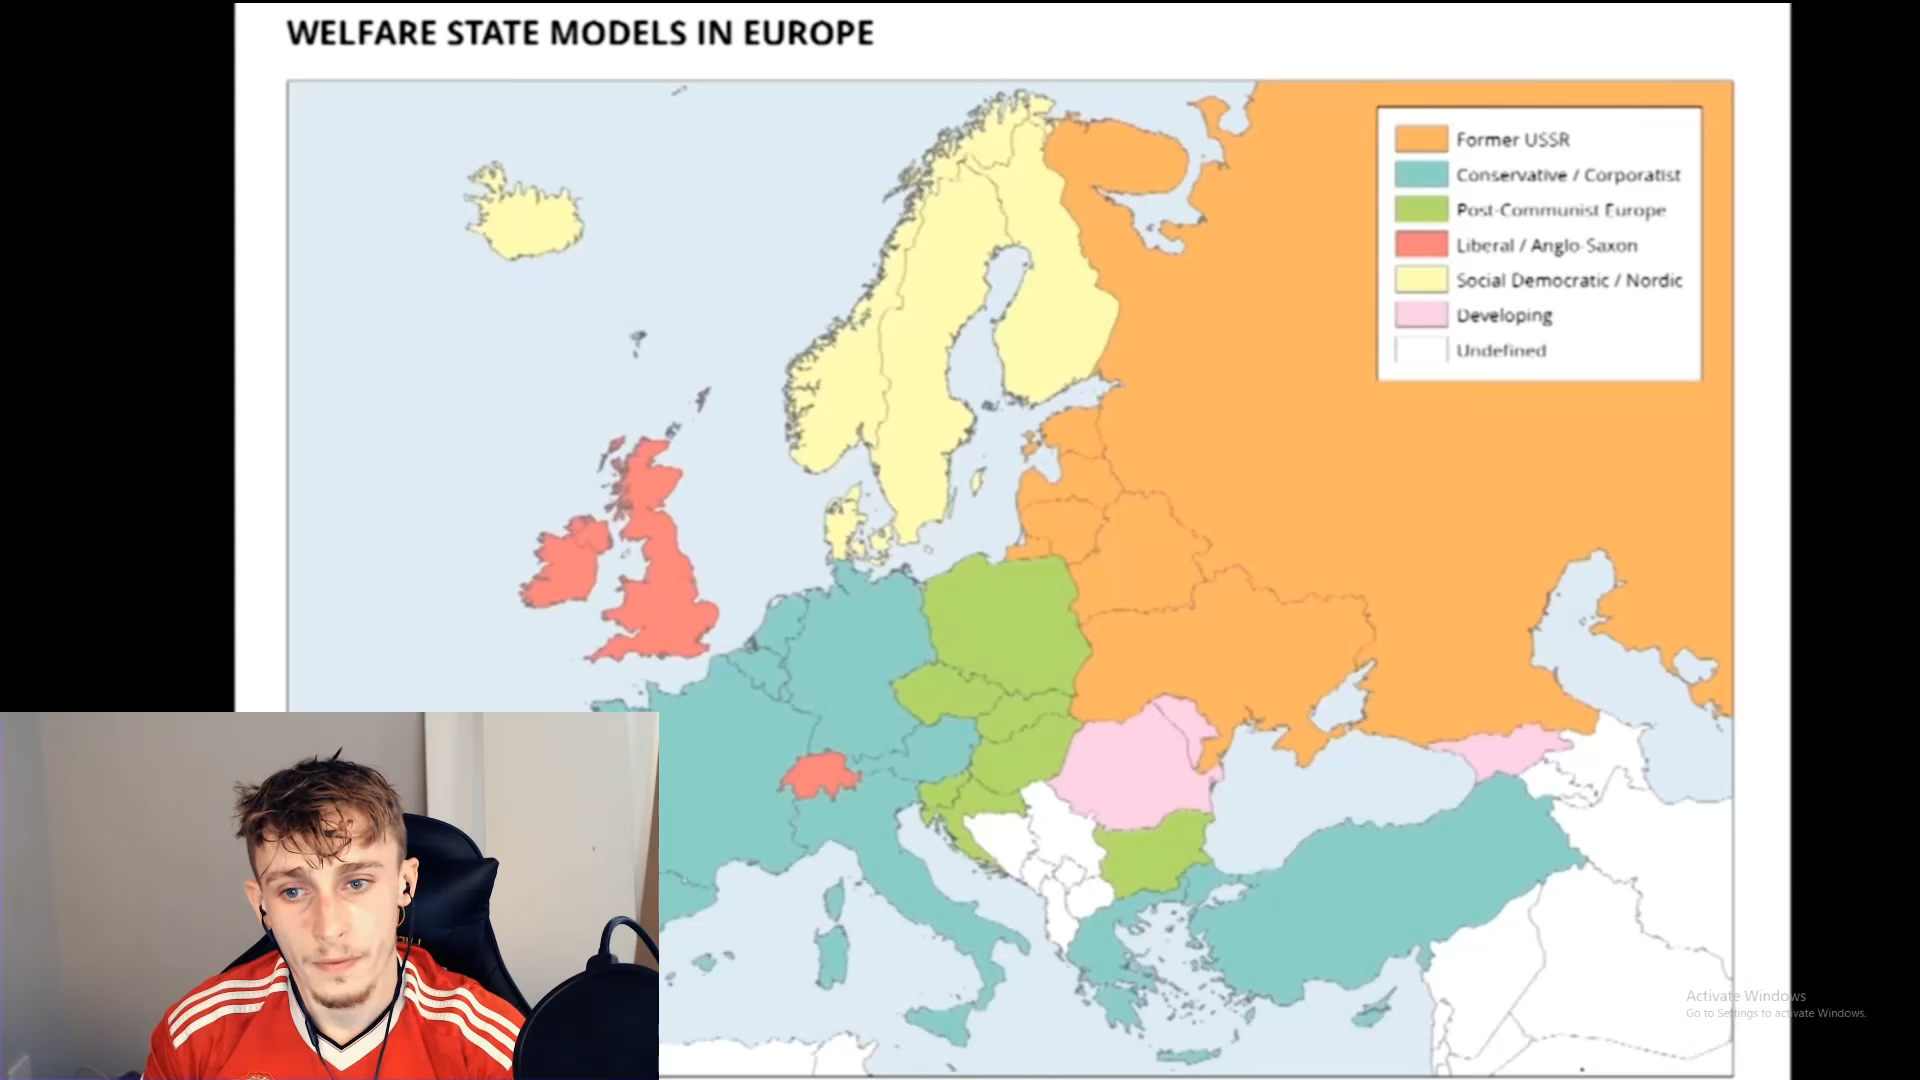 WELFARE STATE MODELS IN EUROPE
Former USSR
Conservative / Corporatist
Post-Communist Europe
Liberal / Anglo-Saxon
Social Democratic / Nordic
Developing
Undefined
Activate Windows
Go to Settings to activate Windows.